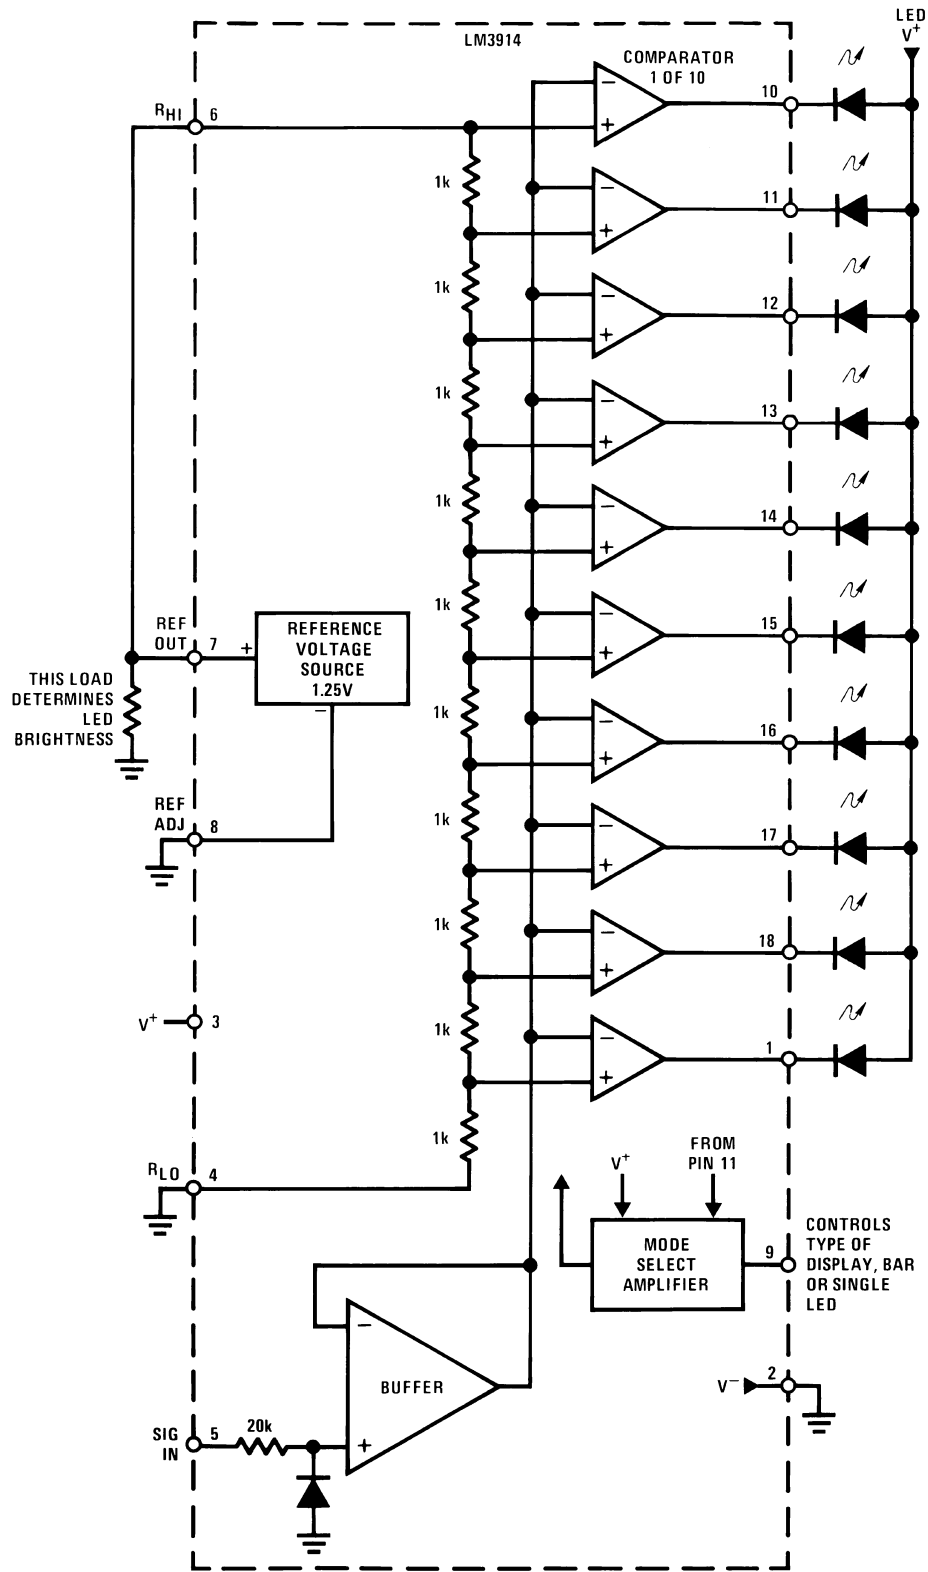 LED
V+
LM3914
COMPARATOR
1 OF 10
−
+
10
RHI
6
1k
−
+
11
1k
−
+
12
1k
−
+
13
1k
−
+
14
1k
−
+
15
REF
OUT
7
+
REFERENCE
VOLTAGE
SOURCE
1.25V
−
THIS LOAD
DETERMINES
LED
BRIGHTNESS
1k
−
+
16
REF
ADJ
8
1k
−
+
17
1k
−
+
18
V+
3
1k
−
+
1
1k
RLO
4
V+
FROM
PIN 11
MODE
SELECT
AMPLIFIER
9
CONTROLS
TYPE OF
DISPLAY, BAR
OR SINGLE
LED
−
BUFFER
+
V−
2
SIG
IN
5
20k